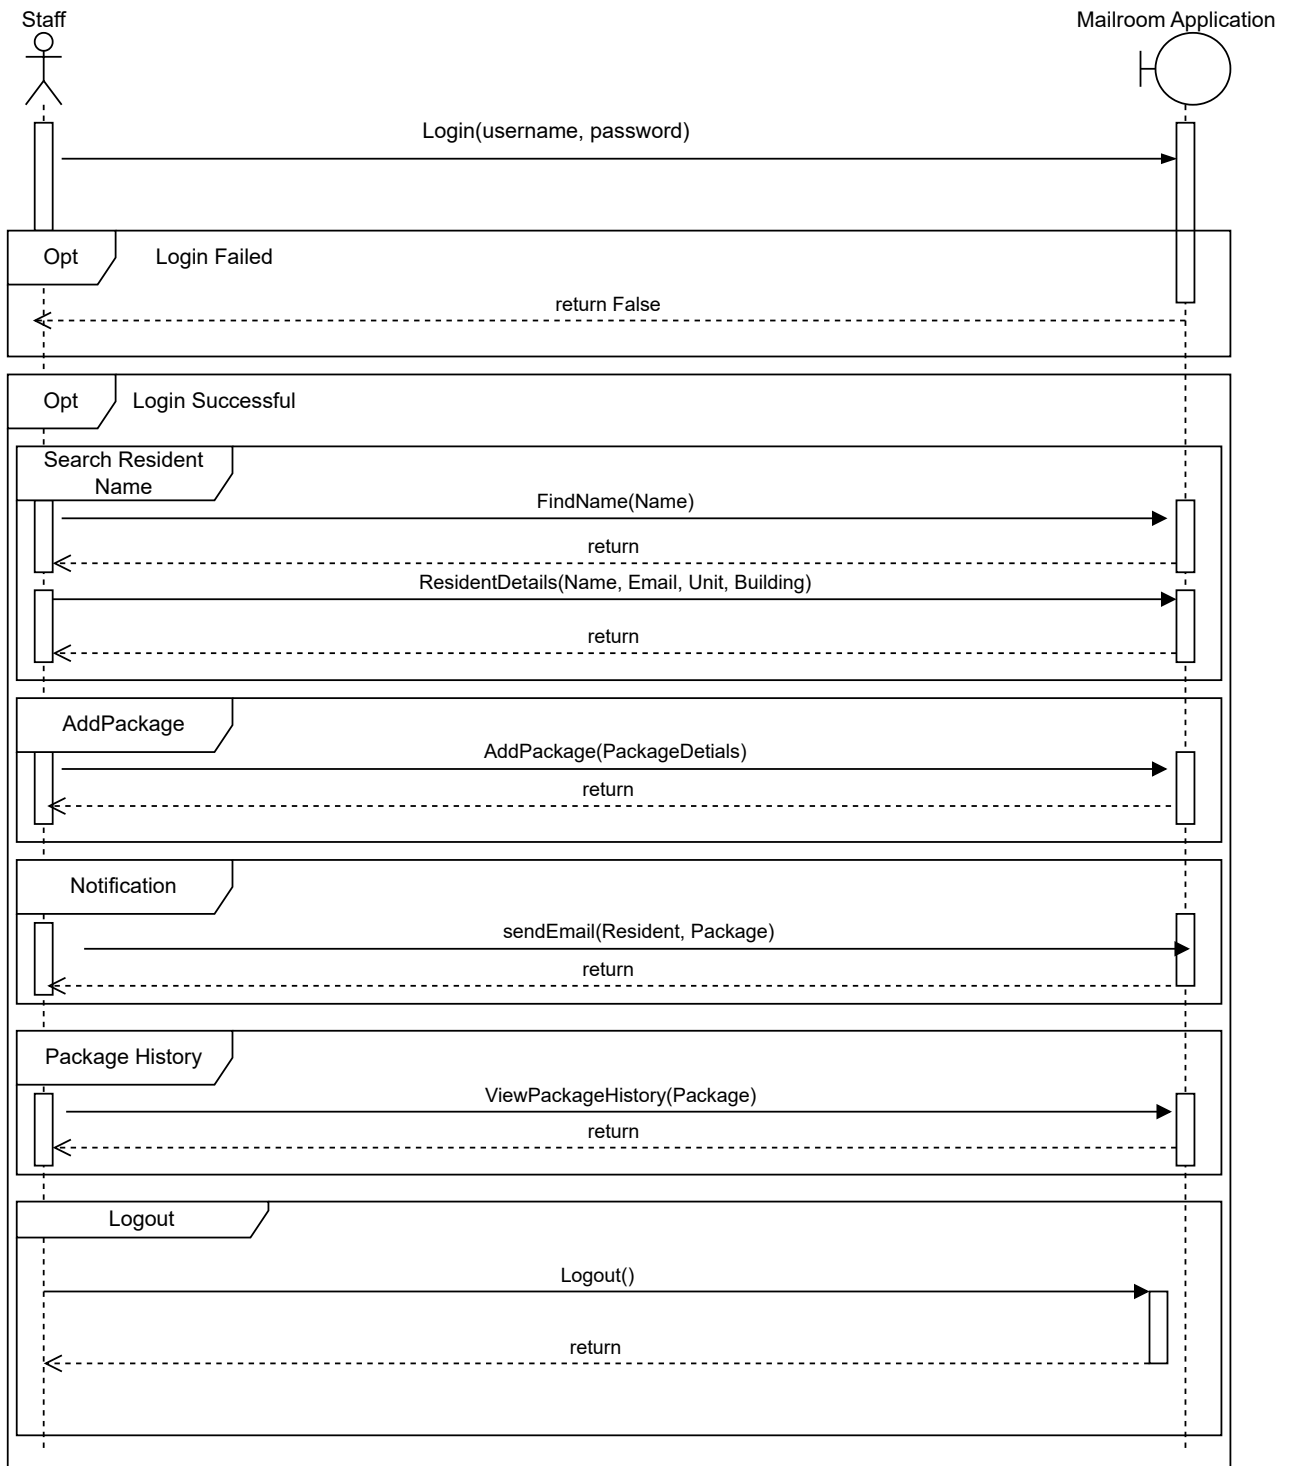 Staff
Mailroom Application
Login(username, password)
Opt
Login Failed
return False
Opt
Login Successful
Search Resident
Name
FindName(Name)
return
ResidentDetails(Name, Email, Unit, Building)
return
AddPackage
AddPackage(PackageDetials)
return
Notification
sendEmail(Resident, Package)
return
Package History
ViewPackageHistory(Package)
return
Logout
Logout()
return